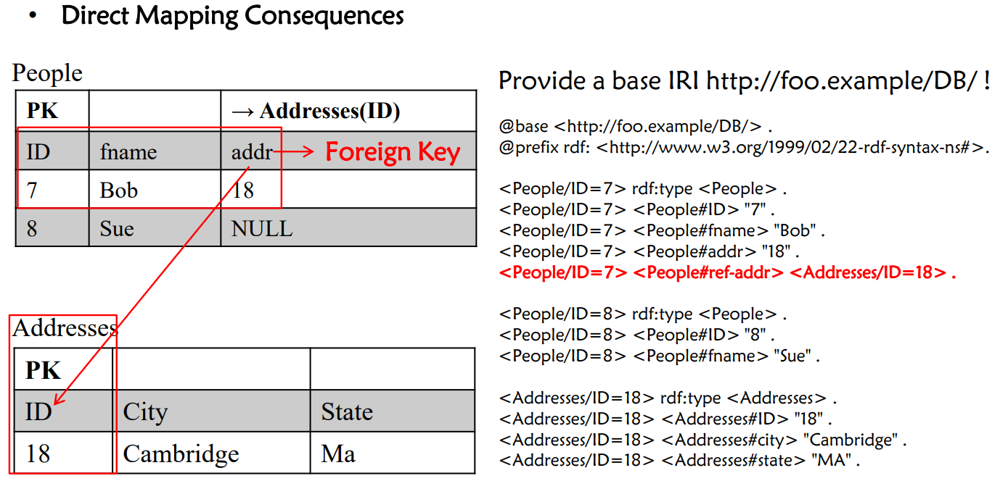 • Direct Mapping Consequences
People
PK → Addresses(ID)
ID fname addr → Foreign Key
7 Bob 18
8 Sue NULL
Addresses
PK
ID City State
18 Cambridge Ma
Provide a base IRI http://foo.example/DB/ !
@base <http://foo.example/DB/> .
@prefix rdf: <http://www.w3.org/1999/02/22-rdf-syntax-ns#>.
<People/ID=7> rdf:type <People> .
<People/ID=7> <People#ID> "7" .
<People/ID=7> <People#fname> "Bob" .
<People/ID=7> <People#addr> "18" .
<People/ID=7> <People#ref-addr> <Addresses/ID=18> .
<People/ID=8> rdf:type <People> .
<People/ID=8> <People#ID> "8" .
<People/ID=8> <People#fname> "Sue" .
<Addresses/ID=18> rdf:type <Addresses> .
<Addresses/ID=18> <Addresses#ID> "18" .
<Addresses/ID=18> <Addresses#city> "Cambridge" .
<Addresses/ID=18> <Addresses#state> "MA" .